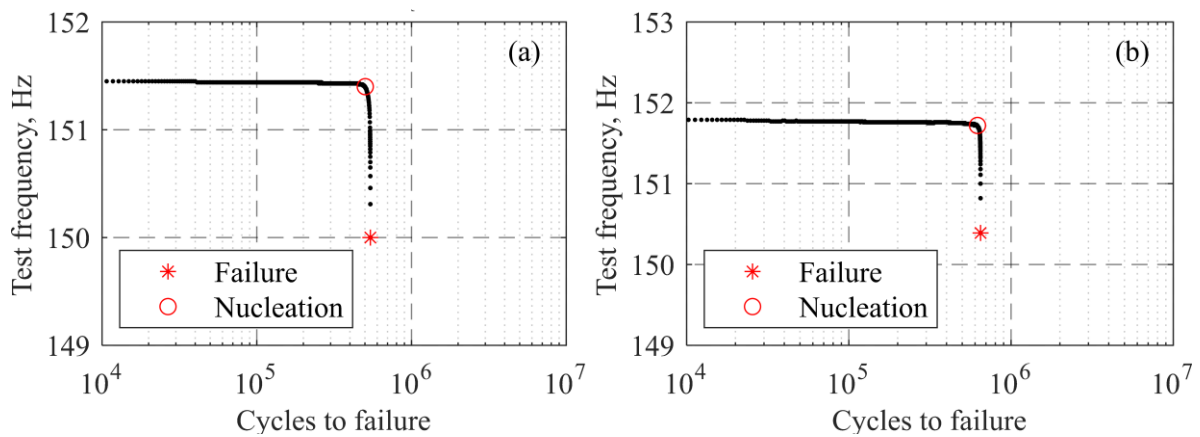 152
(a)
151
150
149
Test frequency, Hz
Failure
Nucleation
10^4
10^5
10^6
10^7
Cycles to failure
153
(b)
152
151
150
149
Test frequency, Hz
Failure
Nucleation
10^4
10^5
10^6
10^7
Cycles to failure